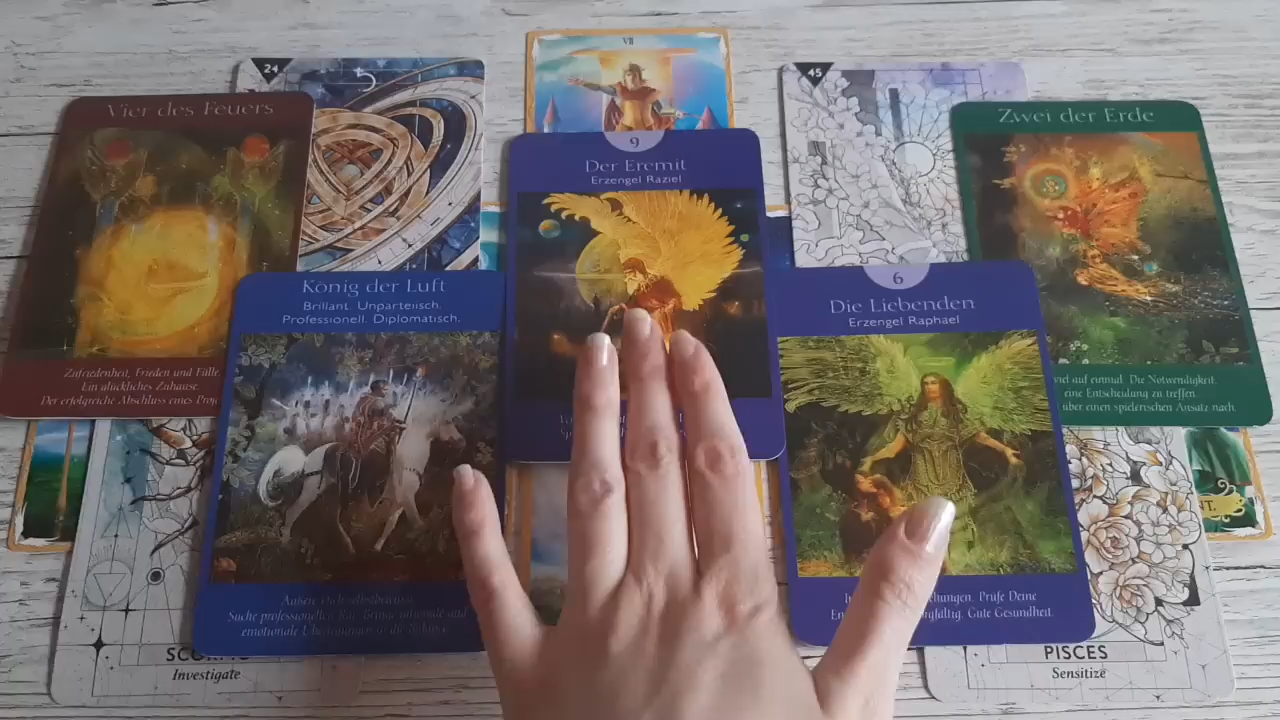 VII
24
45
Vier des Feuers
Zufriedenheit, Frieden und Fülle.
Ein glückliches Zuhause.
Der erfolgreiche Abschluss eines
9
Der Eremit
Erzengel Raziel
Zwei der Erde
viel auf einmal. Die Notwendigkeit,
eine Entscheidung zu treffen
über einen spielerischen Ansatz nach
König der Luft
Brillant. Unparteiisch.
Professionell. Diplomatisch.
Suche professionellen Rat. Bringe rationale und
emotionale
6
Die Liebenden
Erzengel Raphael
Prüfe Deine
Gute Gesundheit.
SCORPIO
Investigate
PISCES
Sensitize